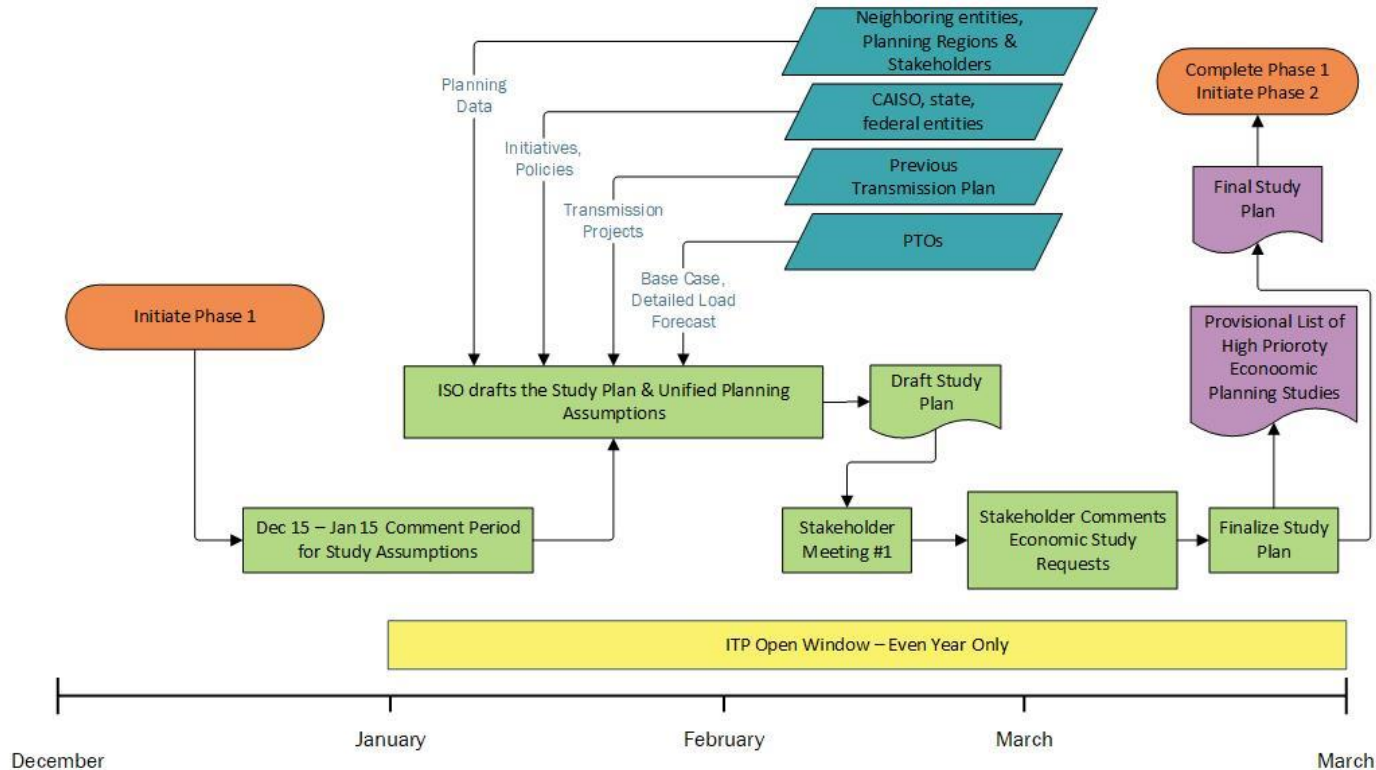 Neighboring entities,
Planning Regions &
Stakeholders
Planning
Data
CAISO, state,
federal entities
Initiatives,
Policies
Previous
Transmission Plan
Transmission
Projects
PTOs
Base Case,
Detailed Load
Forecast
Complete Phase 1
Initiate Phase 2
Final Study
Plan
Provisional List of
High Prioroty
Econoomic
Planning Studies
Initiate Phase 1
ISO drafts the Study Plan & Unified Planning
Assumptions
Draft Study
Plan
Dec 15 – Jan 15 Comment Period
for Study Assumptions
Stakeholder
Meeting #1
Stakeholder Comments
Economic Study
Requests
Finalize Study
Plan
ITP Open Window – Even Year Only
December
January
February
March
March